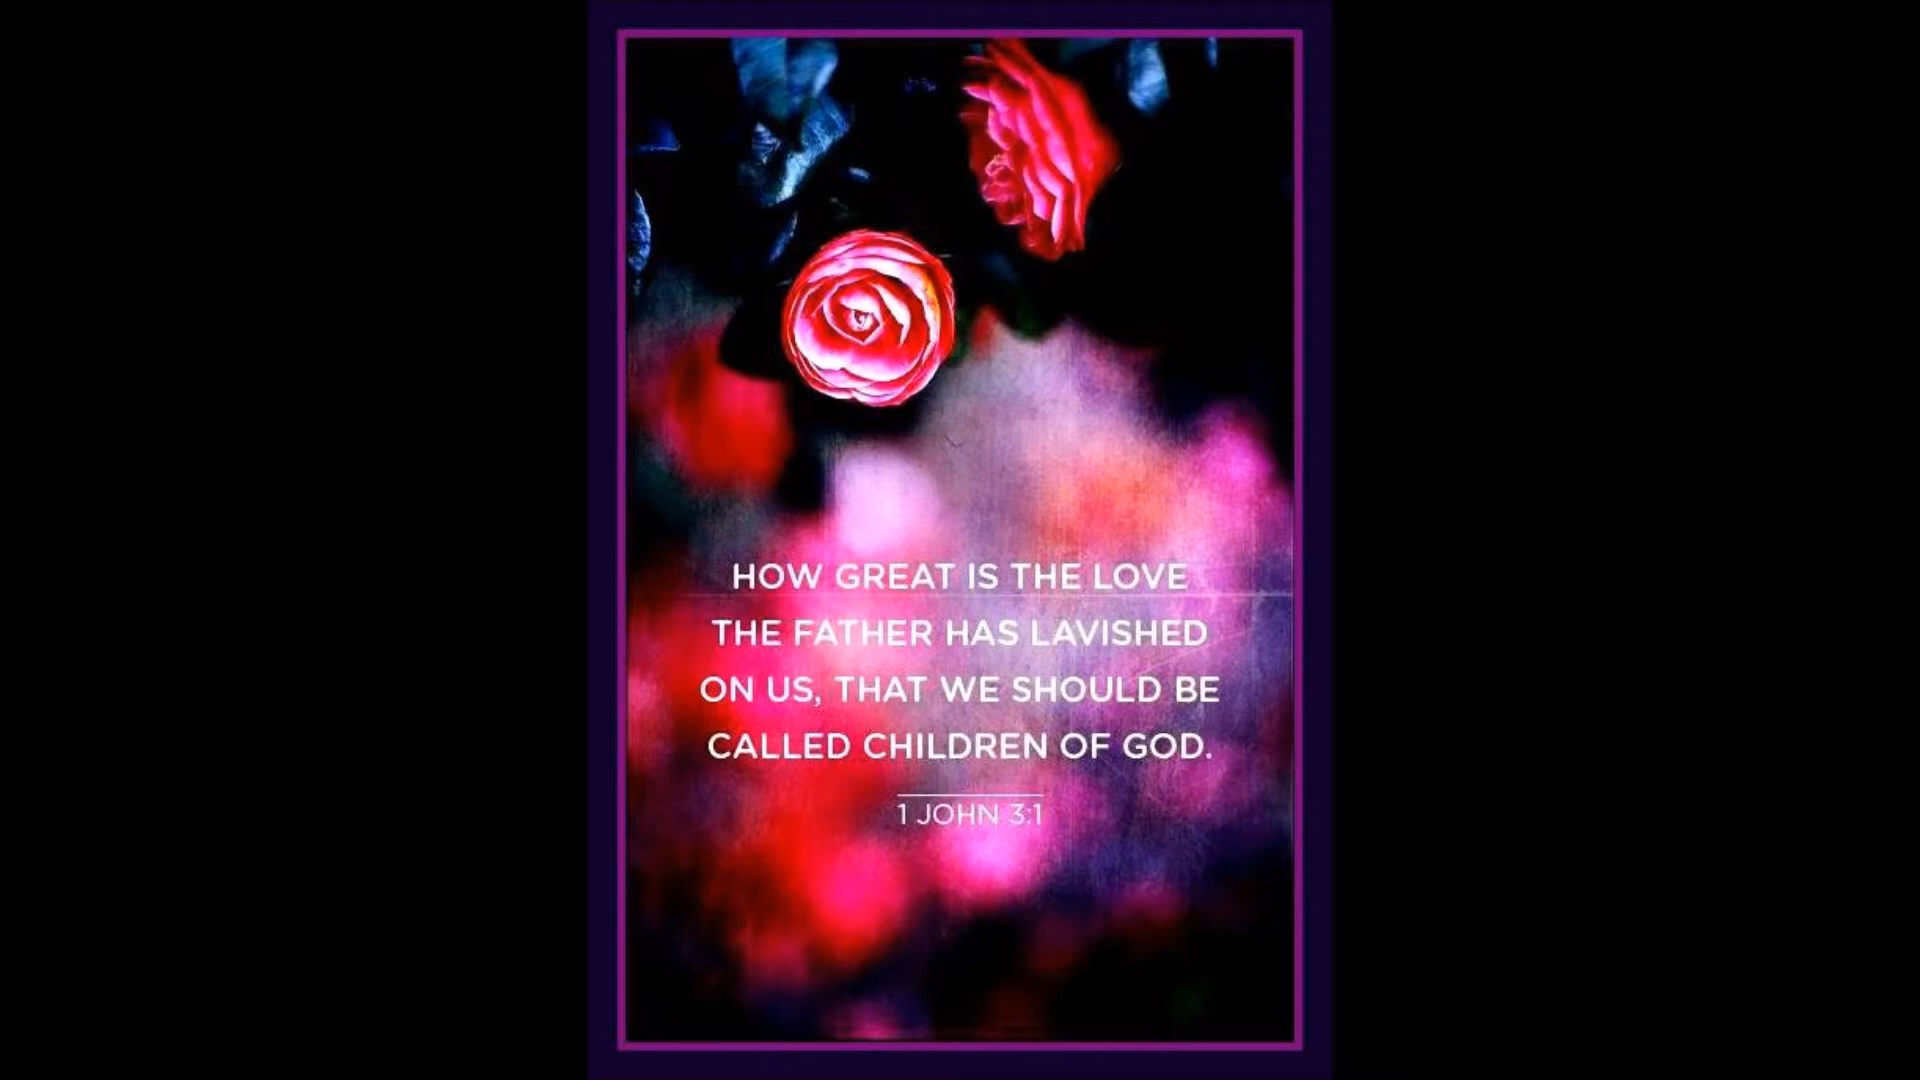 HOW GREAT IS THE LOVE
THE FATHER HAS LAVISHED
ON US, THAT WE SHOULD BE
CALLED CHILDREN OF GOD.
1 JOHN 3:1